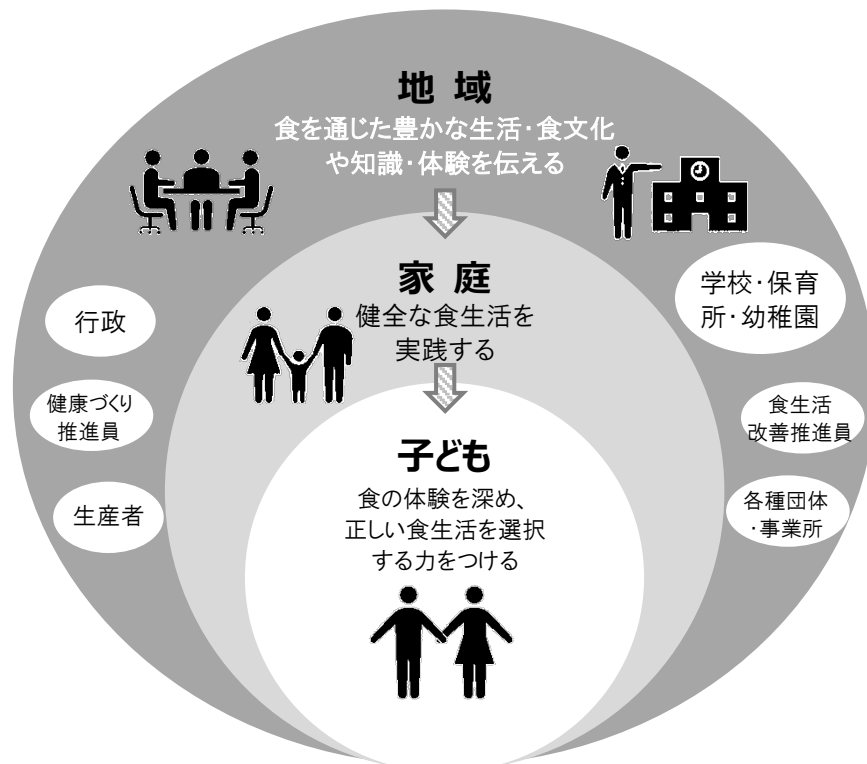 地 域
食を通じた豊かな生活・食文化
や知識・体験を伝える
家 庭
健全な食生活を
実践する
子ども
食の体験を深め、
正しい食生活を選択
する力をつける
行政
健康づくり
推進員
生産者
学校・保育
所・幼稚園
食生活
改善推進員
各種団体
・事業所